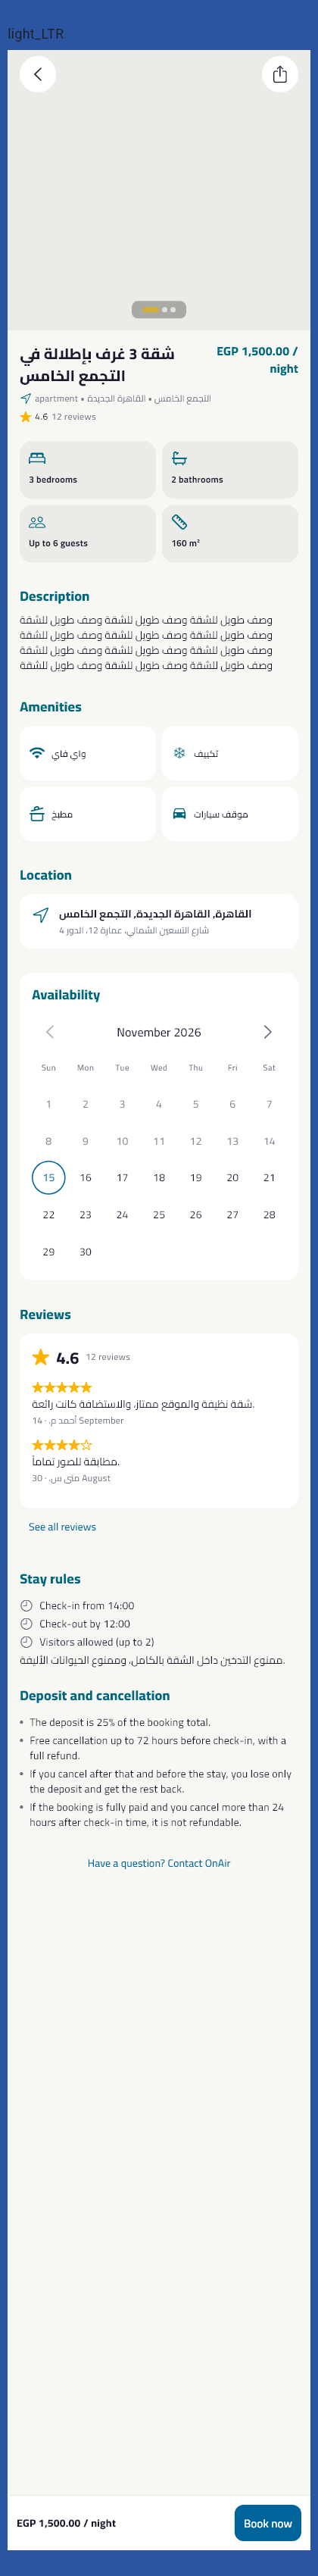 light_LTR
شقة 3 غرف بإطلالة في
التجمع الخامس
EGP 1,500.00 /
night
apartment • التجمع الخامس • القاهرة الجديدة
4.6 12 reviews
3 bedrooms
2 bathrooms
Up to 6 guests
160 m²
Description
وصف طويل للشقة وصف طويل للشقة وصف طويل للشقة
وصف طويل للشقة وصف طويل للشقة وصف طويل للشقة
وصف طويل للشقة وصف طويل للشقة وصف طويل للشقة
وصف طويل للشقة وصف طويل للشقة وصف طويل للشقة
Amenities
واي فاي
تكييف
مطبخ
موقف سيارات
Location
القاهرة, القاهرة الجديدة, التجمع الخامس
شارع التسعين الشمالي، عمارة 12، الدور 4
Availability
November 2026
Sun Mon Tue Wed Thu Fri Sat
1 2 3 4 5 6 7
8 9 10 11 12 13 14
15 16 17 18 19 20 21
22 23 24 25 26 27 28
29 30
Reviews
4.6 12 reviews
شقة نظيفة والموقع ممتاز، والاستضافة كانت رائعة.
أحمد م. · 14 September
مطابقة للصور تماماً.
منى س. · 30 August
See all reviews
Stay rules
Check-in from 14:00
Check-out by 12:00
Visitors allowed (up to 2)
ممنوع التدخين داخل الشقة بالكامل، وممنوع الحيوانات الأليفة.
Deposit and cancellation
• The deposit is 25% of the booking total.
• Free cancellation up to 72 hours before check-in, with a
full refund.
• If you cancel after that and before the stay, you lose only
the deposit and get the rest back.
• If the booking is fully paid and you cancel more than 24
hours after check-in time, it is not refundable.
Have a question? Contact OnAir
EGP 1,500.00 / night
Book now